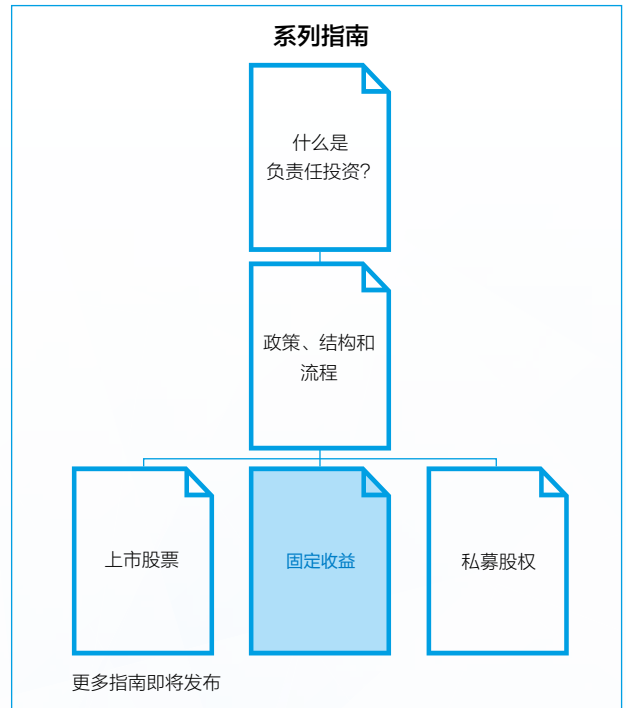 系列指南
什么是
负责任投资？
政策、结构和
流程
上市股票
固定收益
私募股权
更多指南即将发布